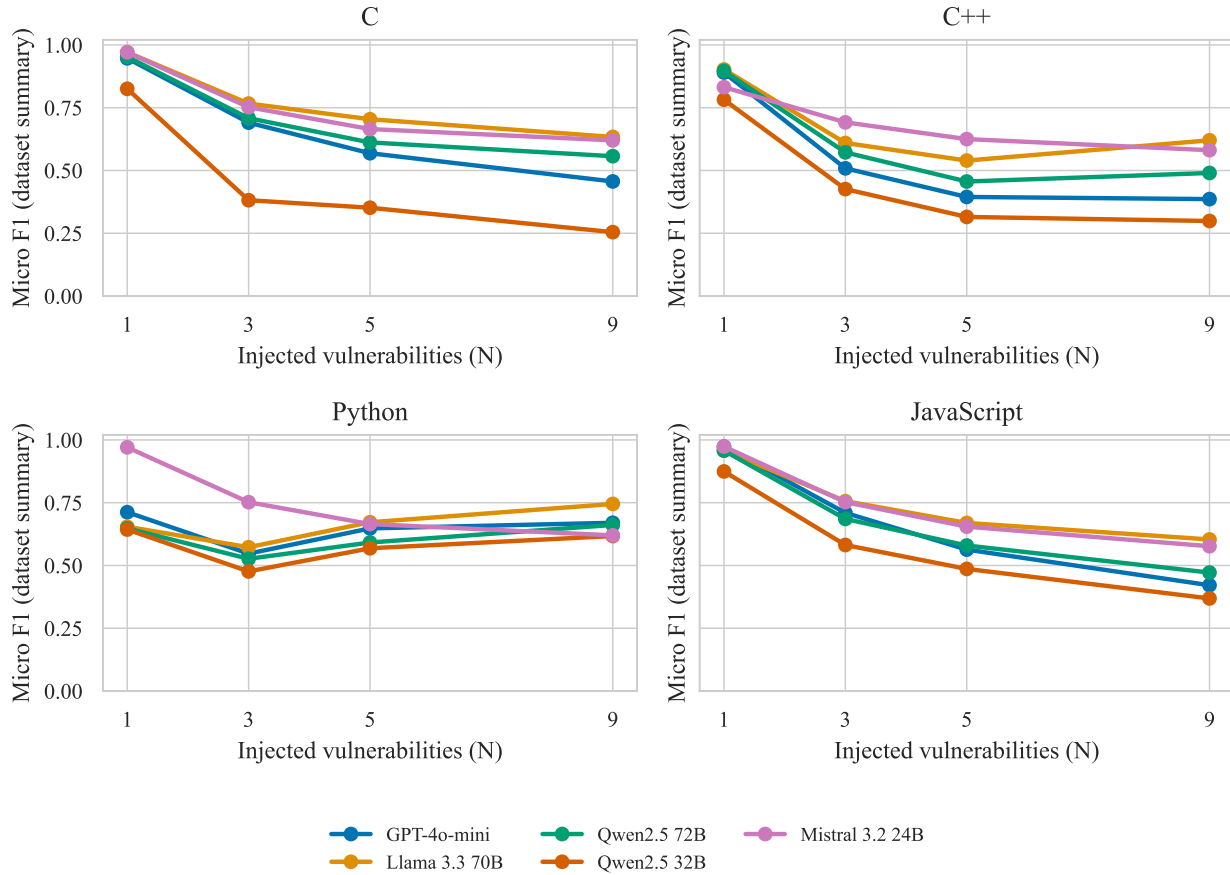 C
C++
Micro F1 (dataset summary)
1.00
0.75
0.50
0.25
0.00
1 3 5 9
Injected vulnerabilities (N)
Micro F1 (dataset summary)
1 3 5 9
Injected vulnerabilities (N)
Python
JavaScript
Micro F1 (dataset summary)
1.00
0.75
0.50
0.25
0.00
1 3 5 9
Injected vulnerabilities (N)
Micro F1 (dataset summary)
1 3 5 9
Injected vulnerabilities (N)
GPT-4o-mini
Llama 3.3 70B
Qwen2.5 72B
Qwen2.5 32B
Mistral 3.2 24B